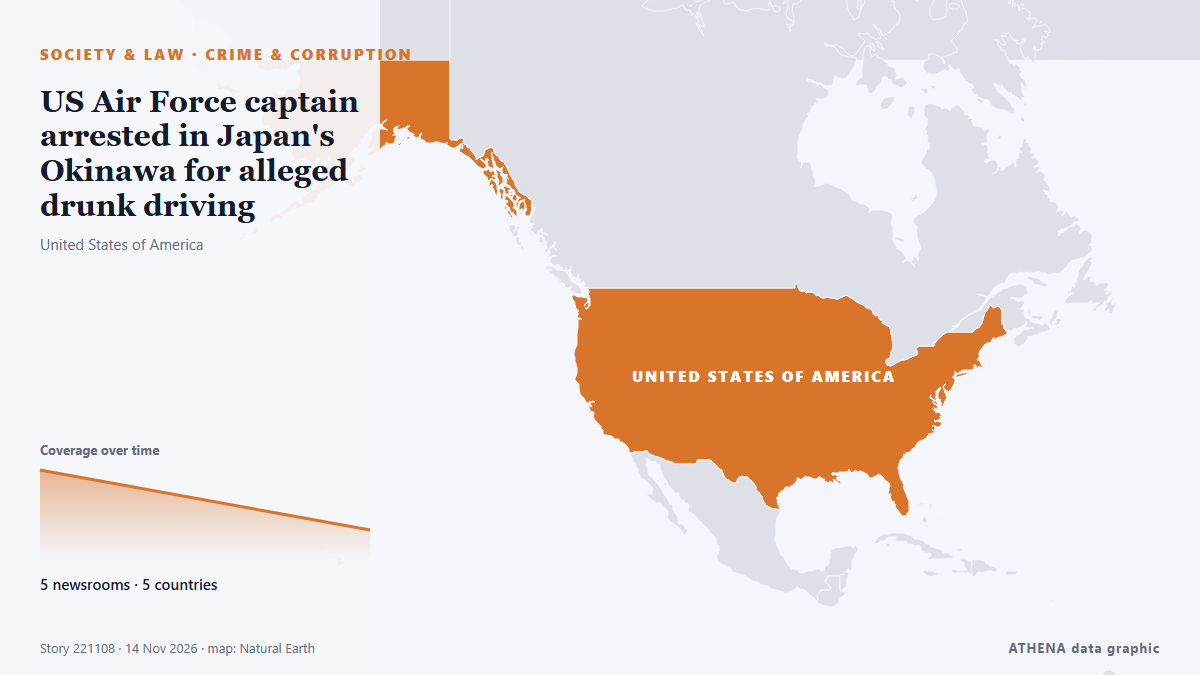 SOCIETY & LAW · CRIME & CORRUPTION
US Air Force captain
arrested in Japan's
Okinawa for alleged
drunk driving
United States of America
UNITED STATES OF AMERICA
Coverage over time
5 newsrooms · 5 countries
Story 221108 · 14 Nov 2026 · map: Natural Earth
ATHENA data graphic